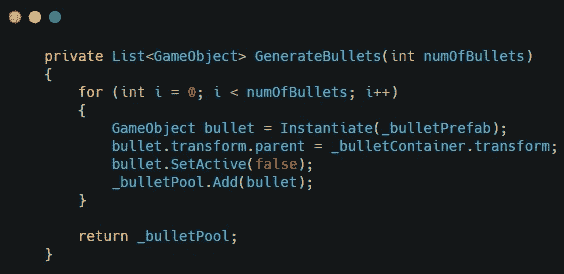 private List<GameObject> GenerateBullets(int numOfBullets)
{
    for (int i = 0; i < numOfBullets; i++)
    {
        GameObject bullet = Instantiate(_bulletPrefab);
        bullet.transform.parent = _bulletContainer.transform;
        bullet.SetActive(false);
        _bulletPool.Add(bullet);
    }

    return _bulletPool;
}